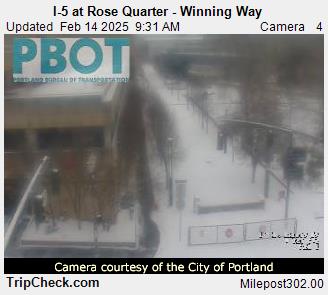 I-5 at Rose Quarter - Winning Way
Updated  Feb 14 2025  9:31 AM  Camera  4
PBOT
PORTLAND BUREAU OF TRANSPORTATION
Camera courtesy of the City of Portland
TripCheck.com  Milepost302.00